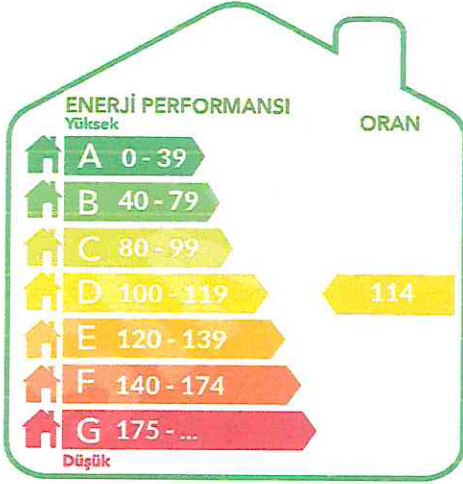 ENERJİ PERFORMANSI
Yüksek
ORAN
A 0 - 39
B 40 - 79
C 80 - 99
D 100 - 119
114
E 120 - 139
F 140 - 174
G 175 - ...
Düşük